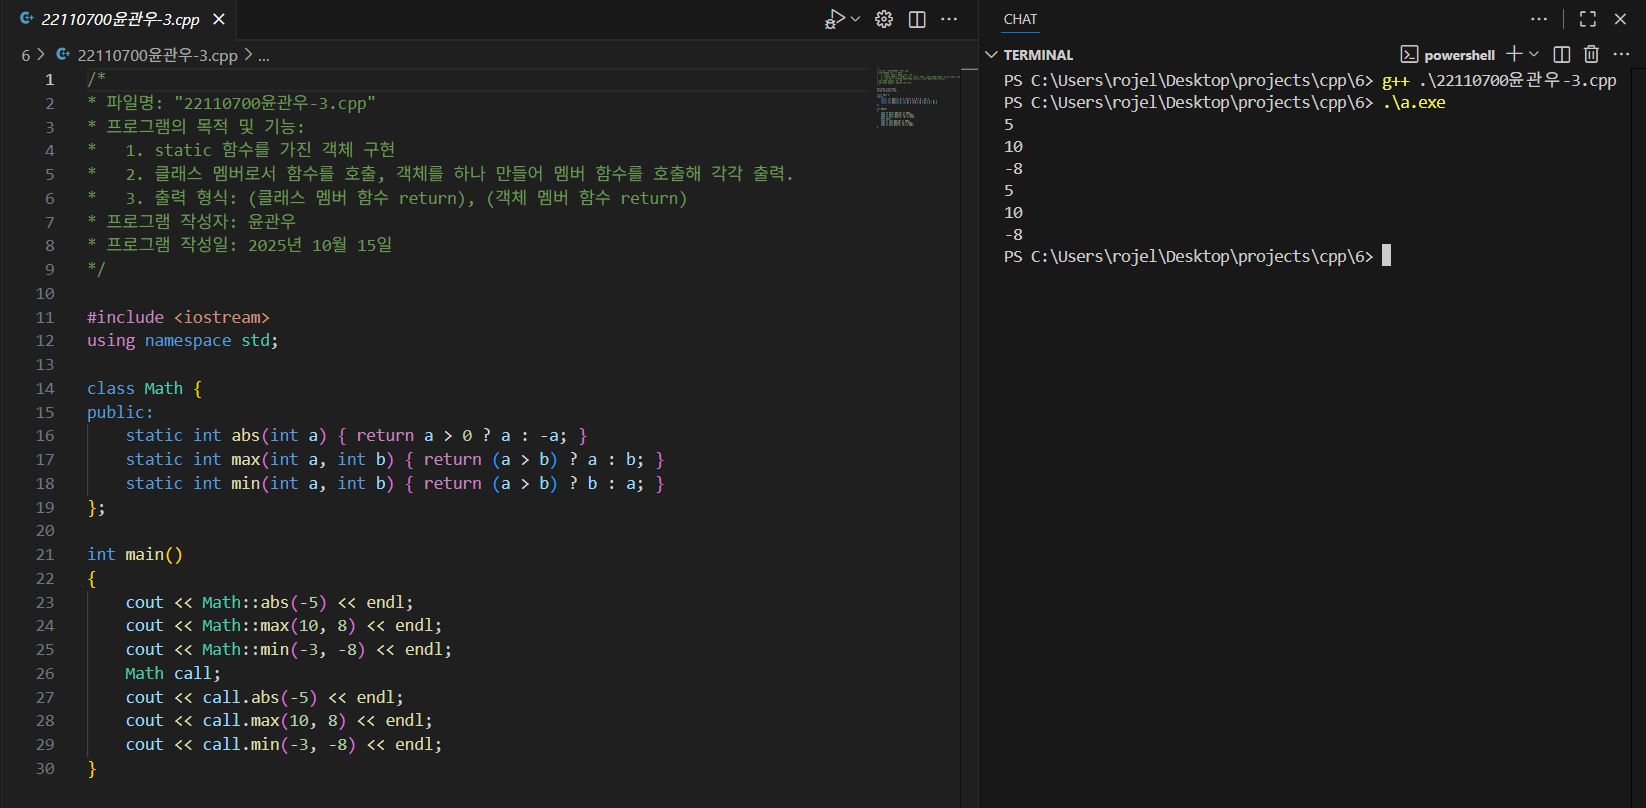 22110700윤관우-3.cpp
6 > 22110700윤관우-3.cpp > ...
1 /*
2 * 파일명: "22110700윤관우-3.cpp"
3 * 프로그램의 목적 및 기능:
4 *   1. static 함수를 가진 객체 구현
5 *   2. 클래스 멤버로서 함수를 호출, 객체를 하나 만들어 멤버 함수를 호출해 각각 출력.
6 *   3. 출력 형식: (클래스 멤버 함수 return), (객체 멤버 함수 return)
7 * 프로그램 작성자: 윤관우
8 * 프로그램 작성일: 2025년 10월 15일
9 */
10
11 #include <iostream>
12 using namespace std;
13
14 class Math {
15 public:
16     static int abs(int a) { return a > 0 ? a : -a; }
17     static int max(int a, int b) { return (a > b) ? a : b; }
18     static int min(int a, int b) { return (a > b) ? b : a; }
19 };
20
21 int main()
22 {
23     cout << Math::abs(-5) << endl;
24     cout << Math::max(10, 8) << endl;
25     cout << Math::min(-3, -8) << endl;
26     Math call;
27     cout << call.abs(-5) << endl;
28     cout << call.max(10, 8) << endl;
29     cout << call.min(-3, -8) << endl;
30 }
CHAT
TERMINAL
powershell
PS C:\Users\rojel\Desktop\projects\cpp\6> g++ .\22110700윤관우-3.cpp
PS C:\Users\rojel\Desktop\projects\cpp\6> .\a.exe
5
10
-8
5
10
-8
PS C:\Users\rojel\Desktop\projects\cpp\6>